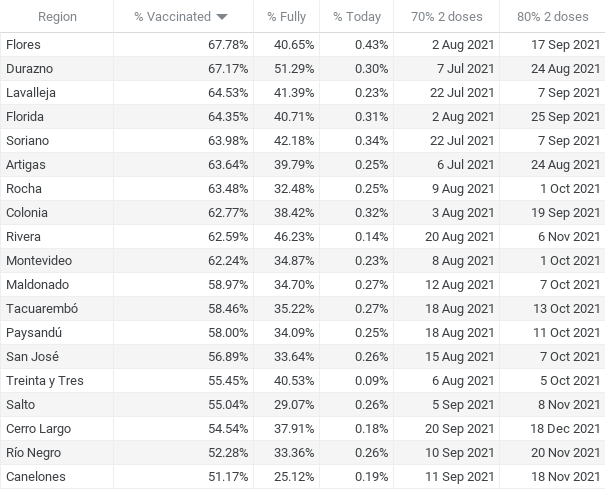 Region % Vaccinated % Fully % Today 70% 2 doses 80% 2 doses
Flores 67.78% 40.65% 0.43% 2 Aug 2021 17 Sep 2021
Durazno 67.17% 51.29% 0.30% 7 Jul 2021 24 Aug 2021
Lavalleja 64.53% 41.39% 0.23% 22 Jul 2021 7 Sep 2021
Florida 64.35% 40.71% 0.31% 2 Aug 2021 25 Sep 2021
Soriano 63.98% 42.18% 0.34% 22 Jul 2021 7 Sep 2021
Artigas 63.64% 39.79% 0.25% 6 Jul 2021 24 Aug 2021
Rocha 63.48% 32.48% 0.25% 9 Aug 2021 1 Oct 2021
Colonia 62.77% 38.42% 0.32% 3 Aug 2021 19 Sep 2021
Rivera 62.59% 46.23% 0.14% 20 Aug 2021 6 Nov 2021
Montevideo 62.24% 34.87% 0.23% 8 Aug 2021 1 Oct 2021
Maldonado 58.97% 34.70% 0.27% 12 Aug 2021 7 Oct 2021
Tacuarembó 58.46% 35.22% 0.27% 18 Aug 2021 13 Oct 2021
Paysandú 58.00% 34.09% 0.25% 18 Aug 2021 11 Oct 2021
San José 56.89% 33.64% 0.26% 15 Aug 2021 7 Oct 2021
Treinta y Tres 55.45% 40.53% 0.09% 6 Aug 2021 5 Oct 2021
Salto 55.04% 29.07% 0.26% 5 Sep 2021 8 Nov 2021
Cerro Largo 54.54% 37.91% 0.18% 20 Sep 2021 18 Dec 2021
Río Negro 52.28% 33.36% 0.26% 10 Sep 2021 20 Nov 2021
Canelones 51.17% 25.12% 0.19% 11 Sep 2021 18 Nov 2021